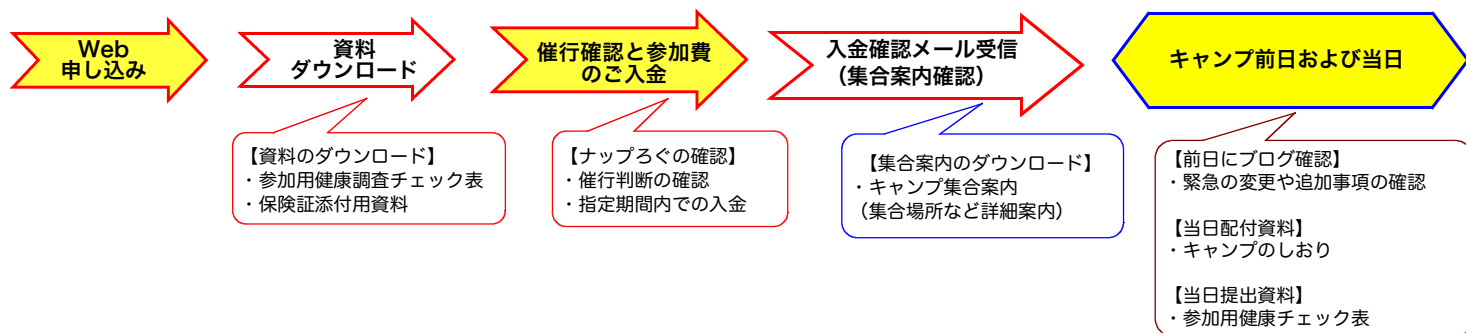 Web
申し込み
資料
ダウンロード
催行確認と参加費
のご入金
入金確認メール受信
(集合案内確認)
キャンプ前日および当日
【資料のダウンロード】
・参加用健康調査チェック表
・保険証添付用資料
【ナップろぐの確認】
・催行判断の確認
・指定期間内での入金
【集合案内のダウンロード】
・キャンプ集合案内
(集合場所など詳細案内)
【前日にブログ確認】
・緊急の変更や追加事項の確認
【当日配付資料】
・キャンプのしおり
【当日提出資料】
・参加用健康チェック表